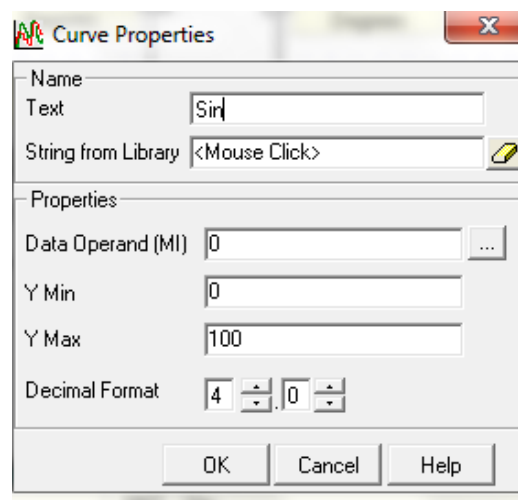 Curve Properties
Name
Text Sin
String from Library <Mouse Click>
Properties
Data Operand (MI) 0 ...
Y Min 0
Y Max 100
Decimal Format 4 . 0
OK Cancel Help